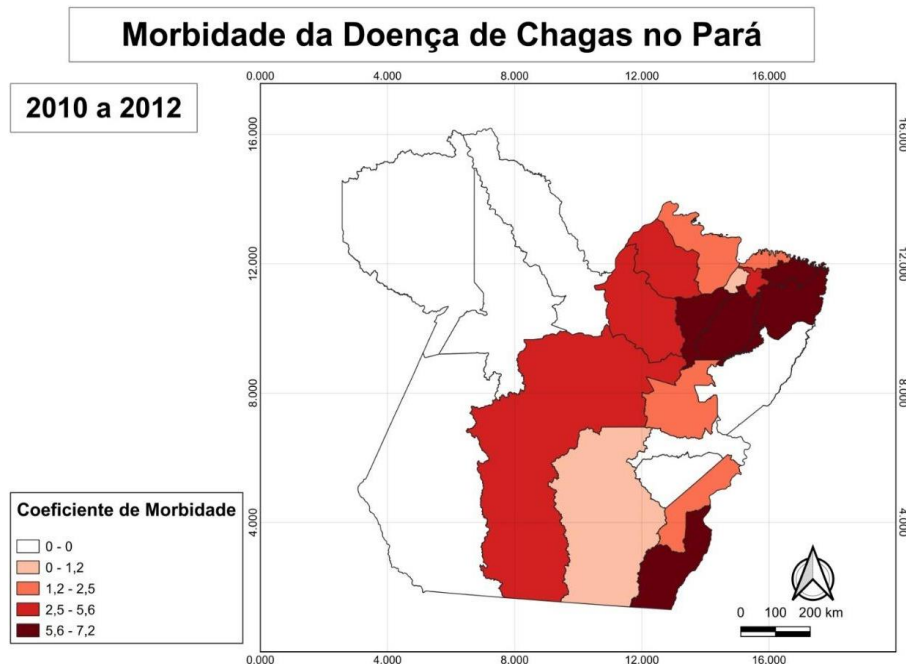 Morbidade da Doença de Chagas no Pará
2010 a 2012
0.000 4.000 8.000 12.000 16.000
16.000 16.000
12.000 12.000
8.000 8.000
4.000 4.000
Coeficiente de Morbidade
0 - 0
0 - 1,2
1,2 - 2,5
2,5 - 5,6
5,6 - 7,2
0 100 200 km
0.000 4.000 8.000 12.000 16.000